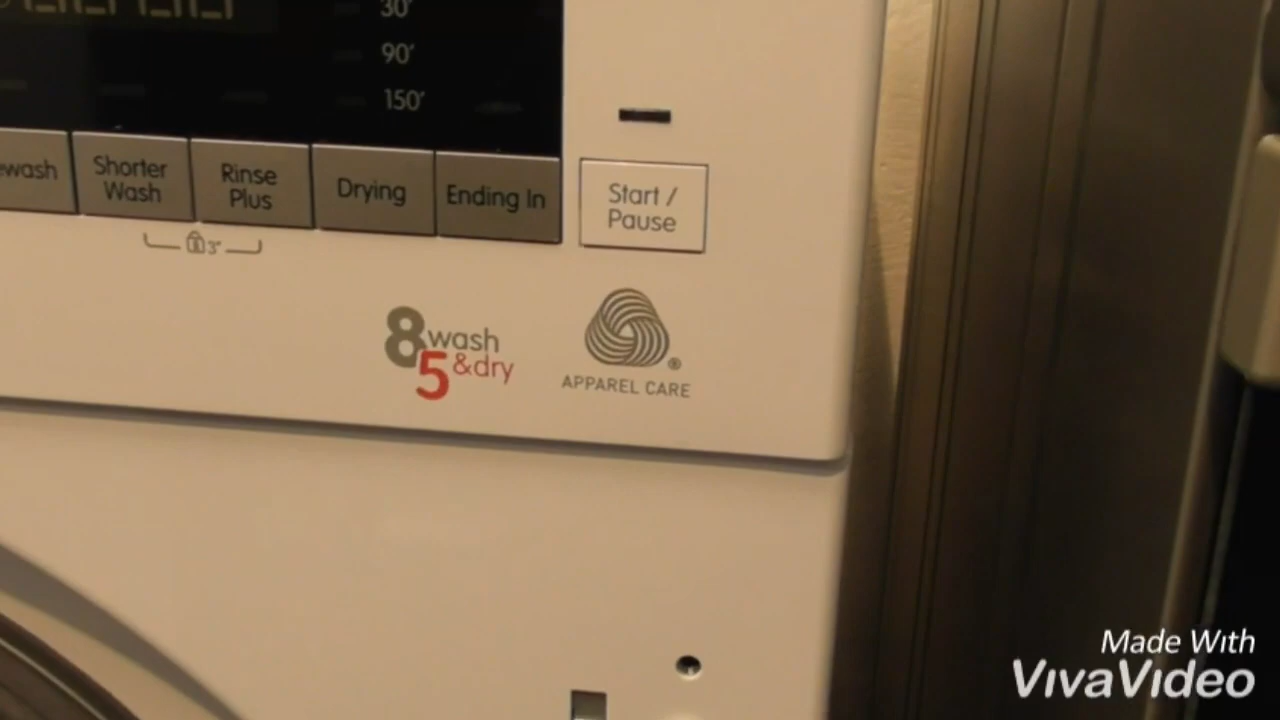 30'
90'
150'
Shorter
Wash
Rinse
Plus
Drying
Ending In
Start /
Pause
3"
8 wash
5 & dry
®
APPAREL CARE
Made With
VivaVideo